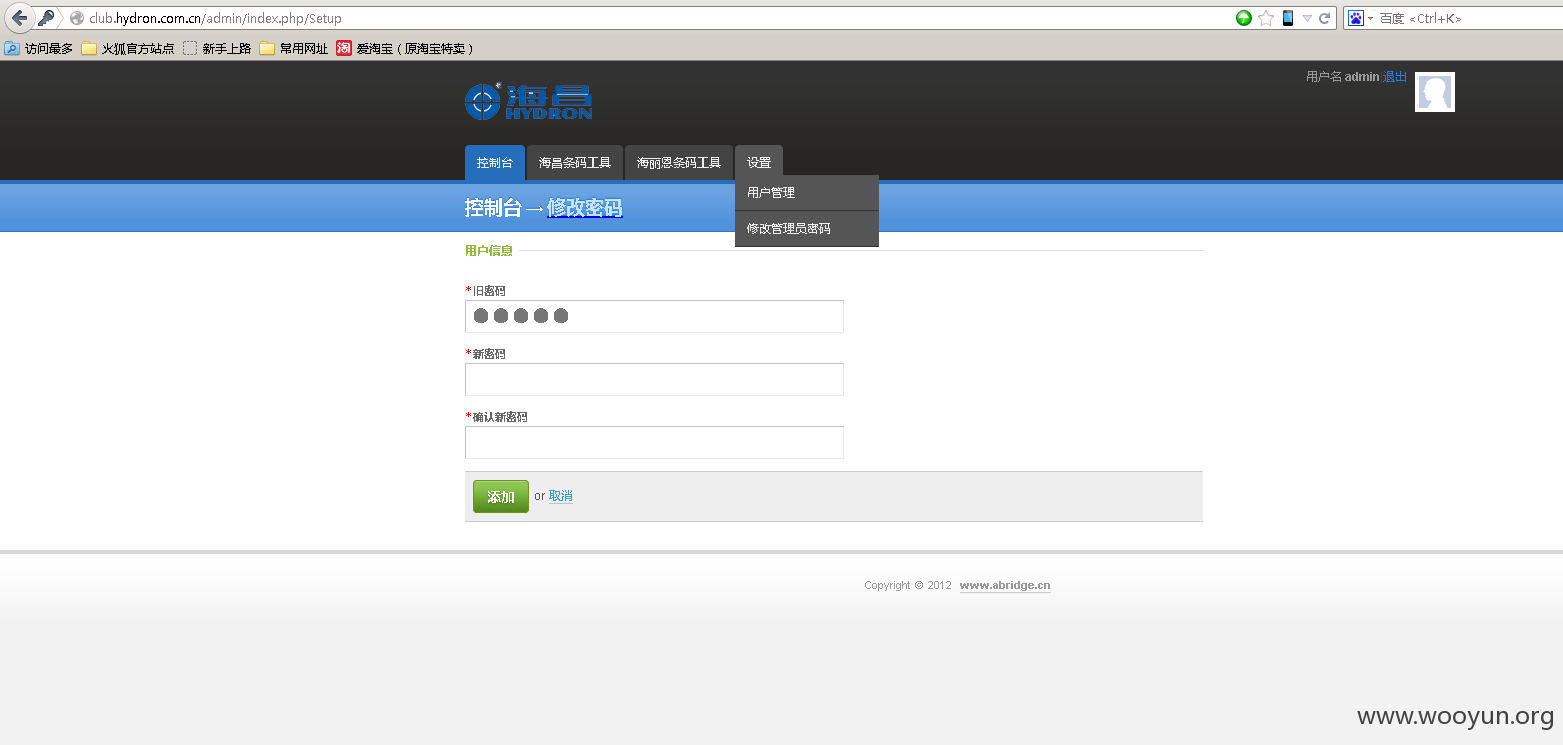 club.hydron.com.cn/admin/index.php/Setup
百度 <Ctrl+K>
访问最多 火狐官方站点 新手上路 常用网址 淘 爱淘宝（原淘宝特卖）
用户名 admin|退出
海昌
HYDRON
控制台 海昌条码工具 海丽恩条码工具 设置
用户管理
修改管理员密码
控制台→修改密码
用户信息
*旧密码
*新密码
*确认新密码
添加 or 取消
Copyright © 2012 www.abridge.cn
www.wooyun.org